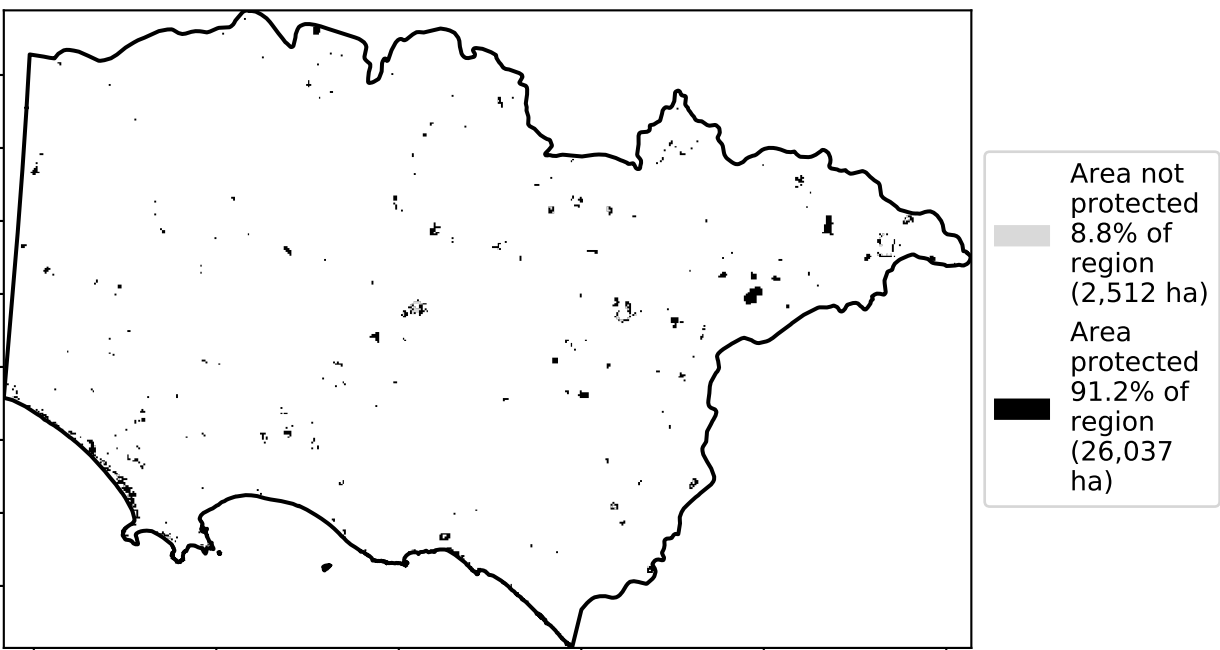 Area not
protected
8.8% of
region
(2,512 ha)
Area
protected
91.2% of
region
(26,037
ha)